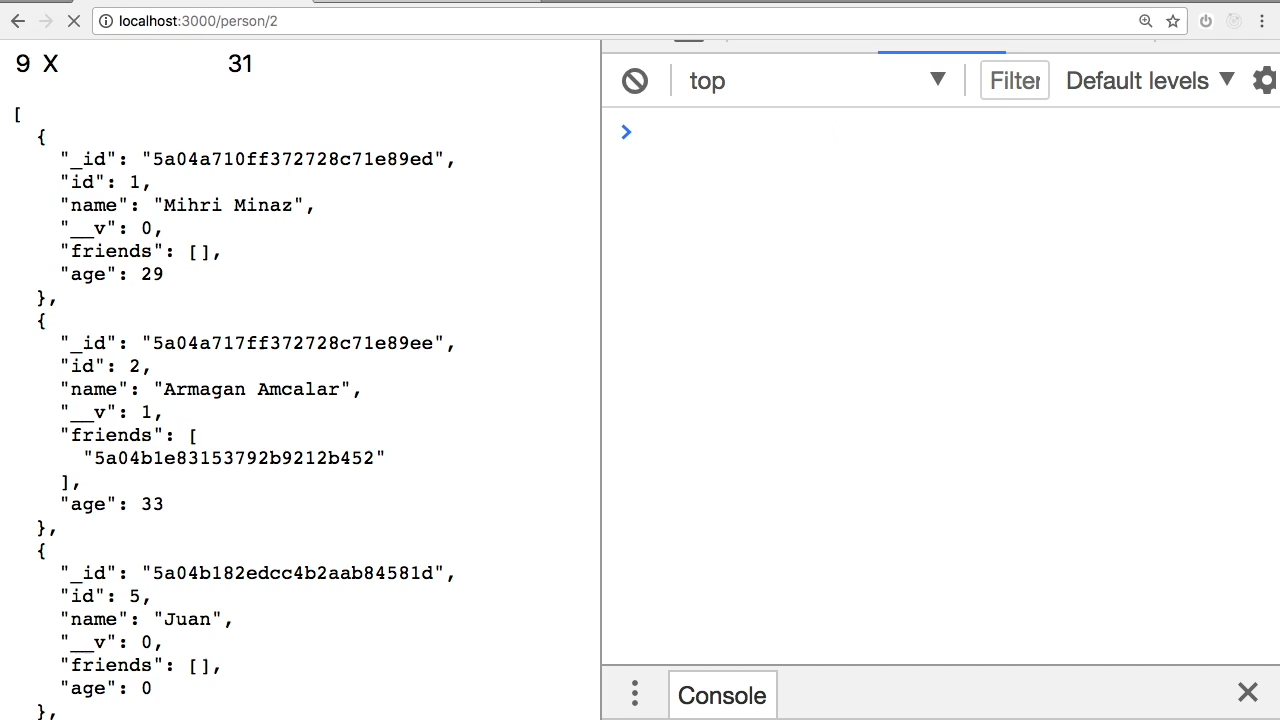 localhost:3000/person/2
9 X 31
[
{
"_id": "5a04a710ff372728c71e89ed",
"id": 1,
"name": "Mihri Minaz",
"__v": 0,
"friends": [],
"age": 29
},
{
"_id": "5a04a717ff372728c71e89ee",
"id": 2,
"name": "Armagan Amcalar",
"__v": 1,
"friends": [
"5a04b1e83153792b9212b452"
],
"age": 33
},
{
"_id": "5a04b182edcc4b2aab84581d",
"id": 5,
"name": "Juan",
"__v": 0,
"friends": [],
"age": 0
},
top
Filter
Default levels
Console